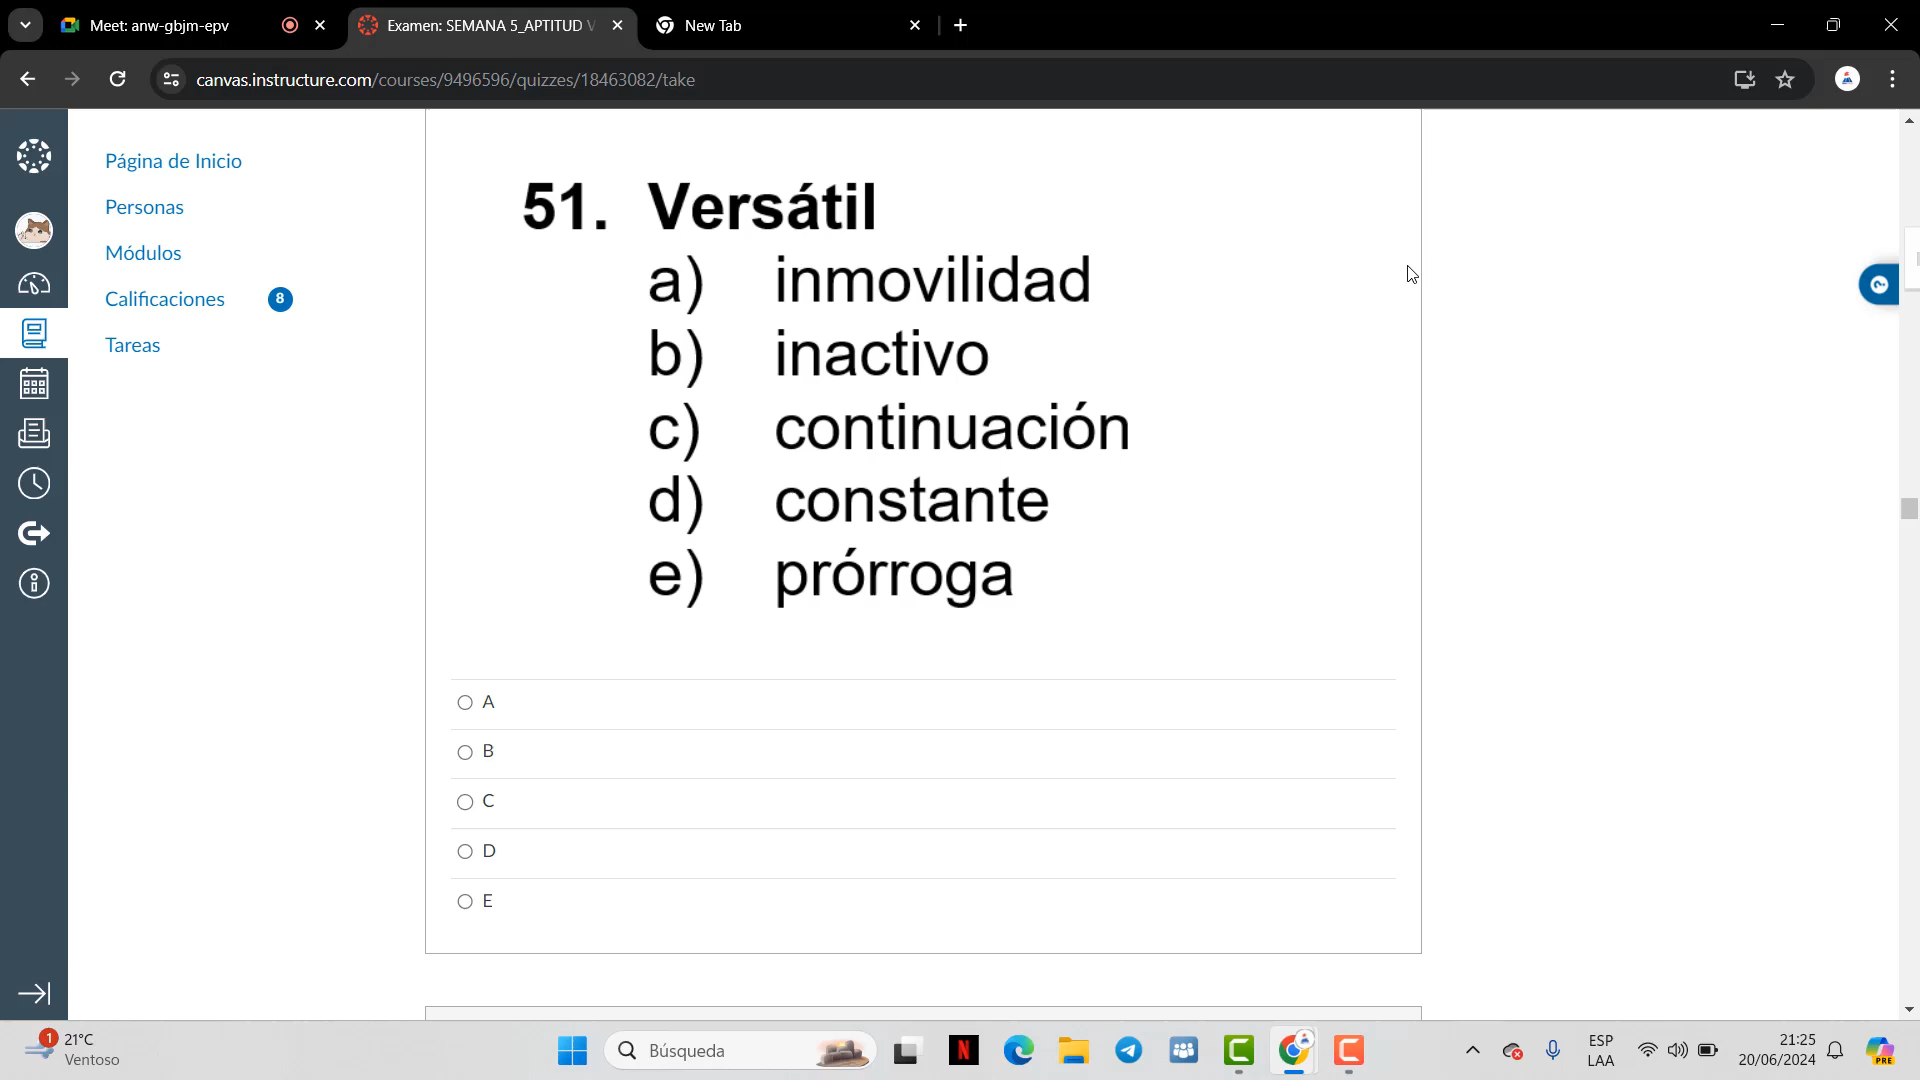 Meet: anw-gbjm-epv
Examen: SEMANA 5_APTITUD V
New Tab
canvas.instructure.com/courses/9496596/quizzes/18463082/take
Página de Inicio
Personas
Módulos
Calificaciones 8
Tareas
51. Versátil
a) inmovilidad
b) inactivo
c) continuación
d) constante
e) prórroga
A
B
C
D
E
1
21°C
Ventoso
Búsqueda
N
ESP
LAA
21:25
20/06/2024
PRE